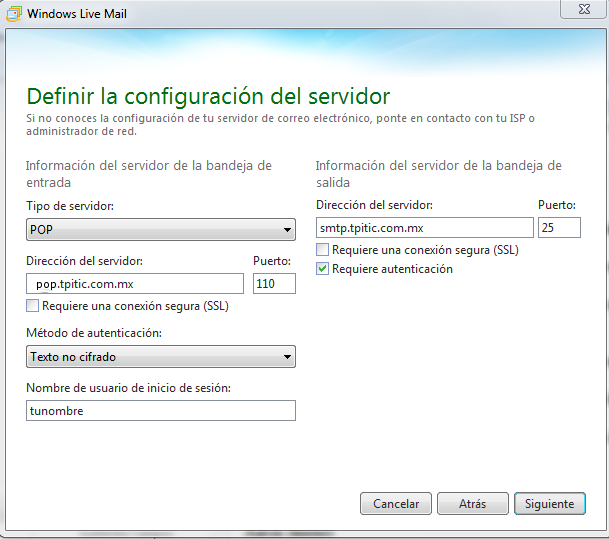 Windows Live Mail
Definir la configuración del servidor
Si no conoces la configuración de tu servidor de correo electrónico, ponte en contacto con tu ISP o
administrador de red.
Información del servidor de la bandeja de
entrada
Tipo de servidor:
POP
Dirección del servidor: Puerto:
pop.tpitic.com.mx 110
Requiere una conexión segura (SSL)
Método de autenticación:
Texto no cifrado
Nombre de usuario de inicio de sesión:
tunombre
Información del servidor de la bandeja de
salida
Dirección del servidor: Puerto:
smtp.tpitic.com.mx 25
Requiere una conexión segura (SSL)
Requiere autenticación
Cancelar Atrás Siguiente